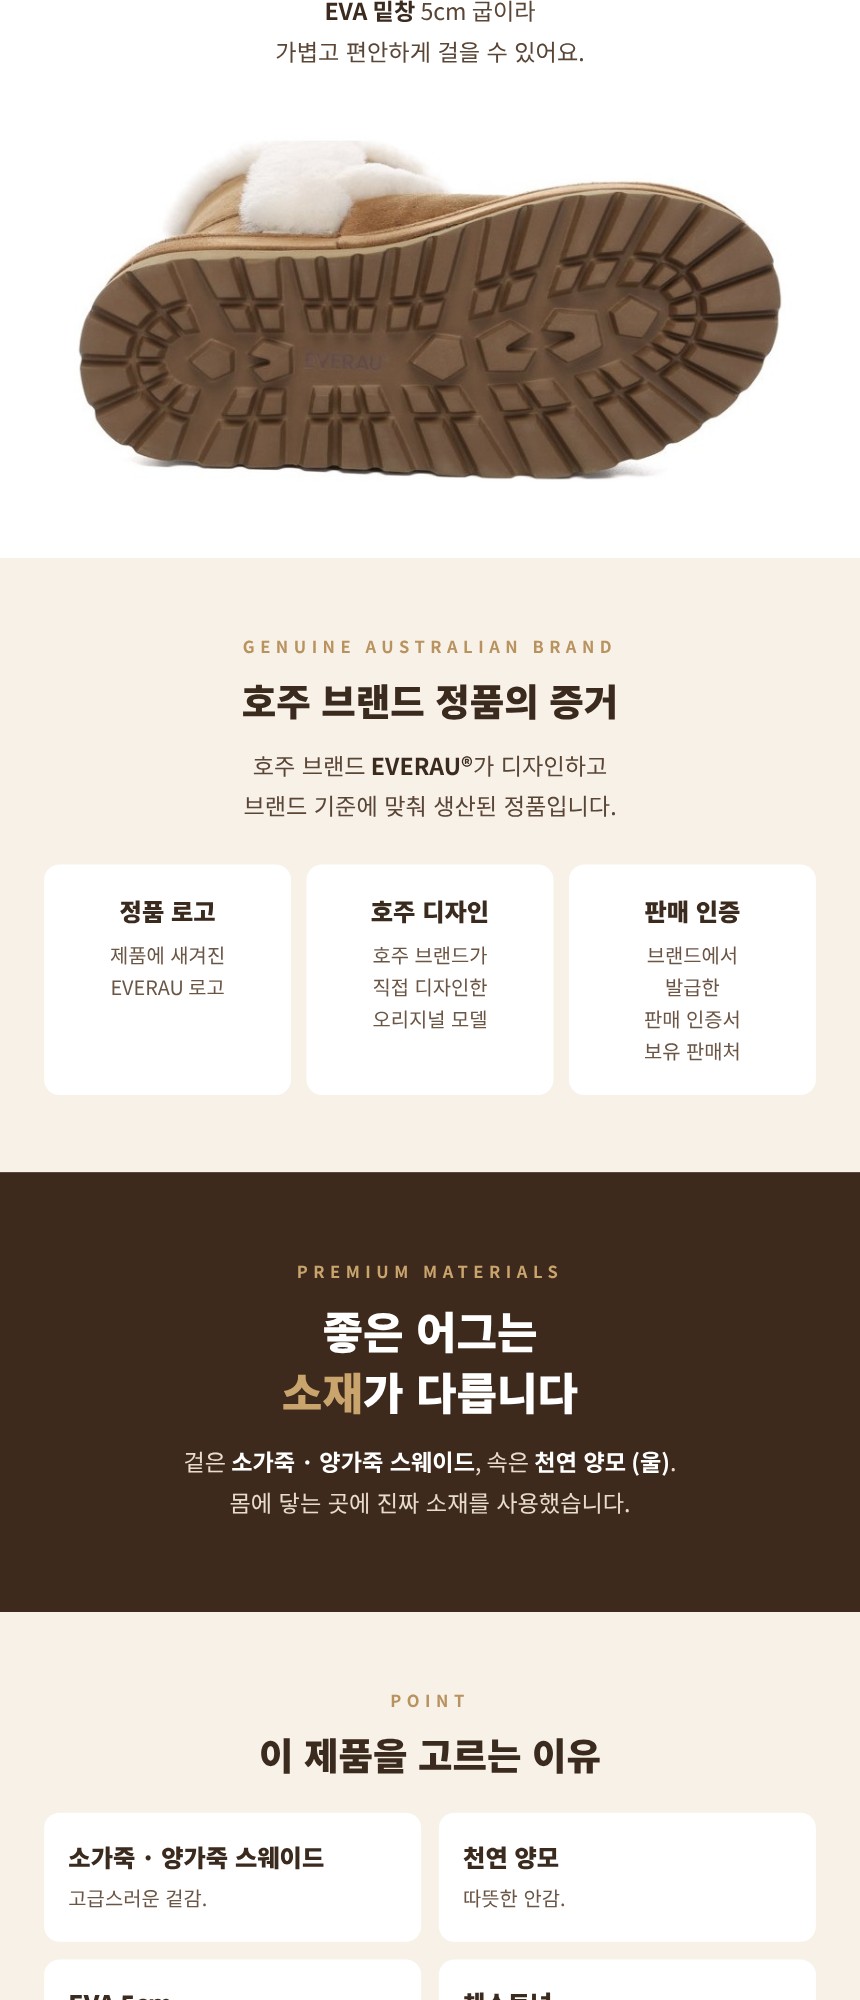 EVA 밑창 5cm 굽이라
가볍고 편안하게 걸을 수 있어요.
EVERAU
GENUINE AUSTRALIAN BRAND
호주 브랜드 정품의 증거
호주 브랜드 EVERAU®가 디자인하고
브랜드 기준에 맞춰 생산된 정품입니다.
정품 로고
제품에 새겨진
EVERAU 로고
호주 디자인
호주 브랜드가
직접 디자인한
오리지널 모델
판매 인증
브랜드에서
발급한
판매 인증서
보유 판매처
PREMIUM MATERIALS
좋은 어그는
소재가 다릅니다
겉은 소가죽 · 양가죽 스웨이드, 속은 천연 양모 (울).
몸에 닿는 곳에 진짜 소재를 사용했습니다.
POINT
이 제품을 고르는 이유
소가죽 · 양가죽 스웨이드
고급스러운 겉감.
천연 양모
따뜻한 안감.
EVA 5cm